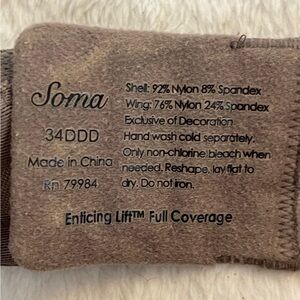 Soma
34DDD
Made in China
Rn 79984
Shell: 92% Nylon 8% Spandex
Wing: 76% Nylon 24% Spandex
Exclusive of Decoration
Hand wash cold separately.
Only non-chlorine bleach when
needed. Reshape, lay flat to
dry. Do not iron.
Enticing Lift™ Full Coverage